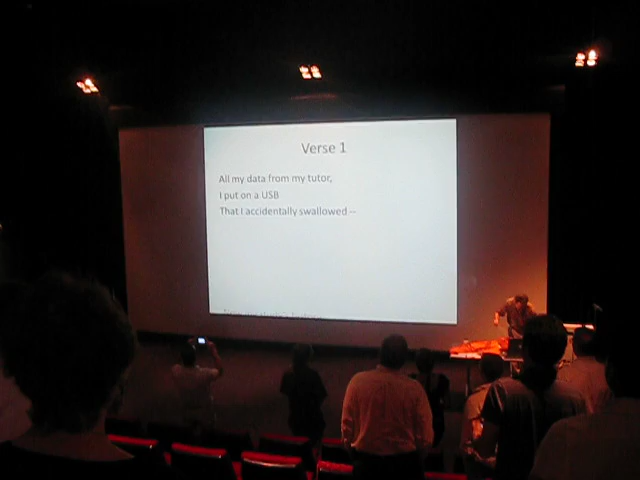 Verse 1
All my data from my tutor,
I put on a USB
That I accidentally swallowed --